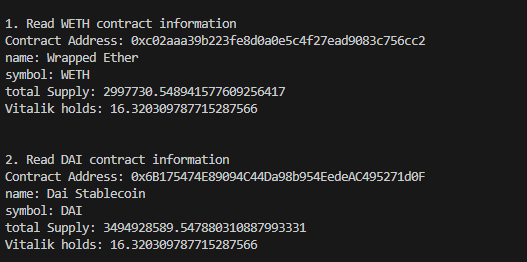 1. Read WETH contract information
Contract Address: 0xc02aaa39b223fe8d0a0e5c4f27ead9083c756cc2
name: Wrapped Ether
symbol: WETH
total Supply: 2997730.548941577609256417
Vitalik holds: 16.320309787715287566
2. Read DAI contract information
Contract Address: 0x6B175474E89094C44Da98b954EedeAC495271d0F
name: Dai Stablecoin
symbol: DAI
total Supply: 3494928589.547880310887993331
Vitalik holds: 16.320309787715287566